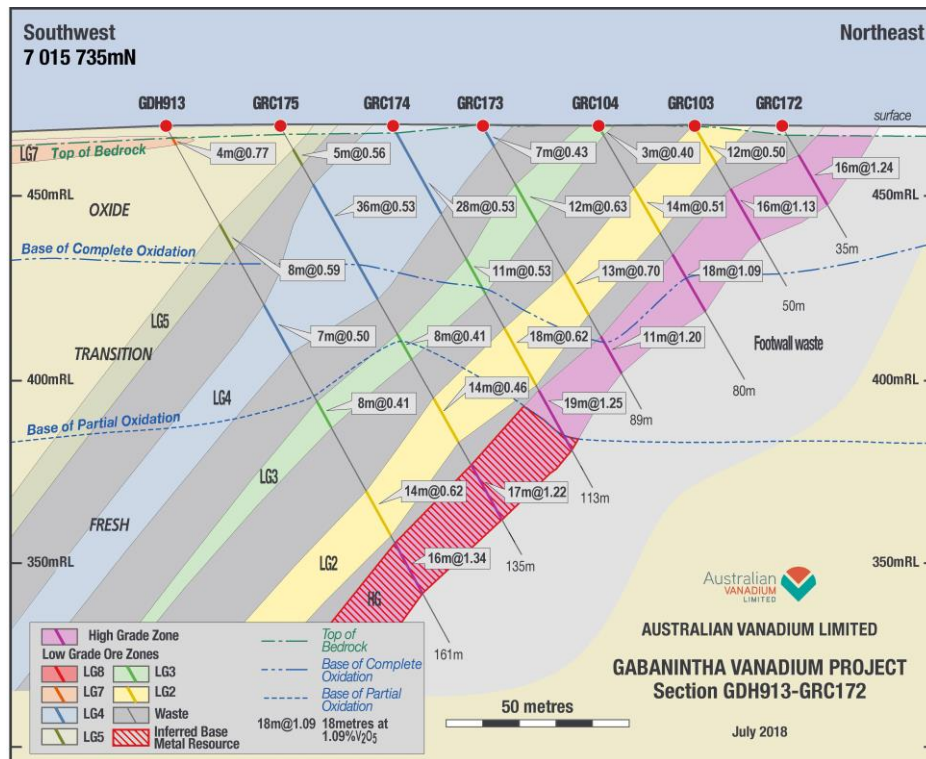 Southwest
7 015 735mN
Northeast
GDH913
GRC175
GRC174
GRC173
GRC104
GRC103
GRC172
surface
LG7
Top of Bedrock
4m@0.77
5m@0.56
7m@0.43
3m@0.40
12m@0.50
16m@1.24
450mRL
450mRL
OXIDE
36m@0.53
28m@0.53
12m@0.63
14m@0.51
16m@1.13
35m
Base of Complete Oxidation
8m@0.59
11m@0.53
13m@0.70
18m@1.09
50m
LG5
7m@0.50
8m@0.41
18m@0.62
11m@1.20
Footwall waste
TRANSITION
400mRL
400mRL
80m
LG4
14m@0.46
8m@0.41
19m@1.25
89m
Base of Partial Oxidation
LG3
14m@0.62
17m@1.22
113m
FRESH
LG2
16m@1.34
135m
350mRL
350mRL
HG
161m
Australian
VANADIUM
LIMITED
AUSTRALIAN VANADIUM LIMITED
GABANINTHA VANADIUM PROJECT
Section GDH913-GRC172
July 2018
50 metres
High Grade Zone
Low Grade Ore Zones
LG8
LG3
LG7
LG2
LG4
Waste
LG5
Inferred Base
Metal Resource
Top of
Bedrock
Base of Complete
Oxidation
Base of Partial
Oxidation
18m@1.09 18metres at
1.09%V₂O₅